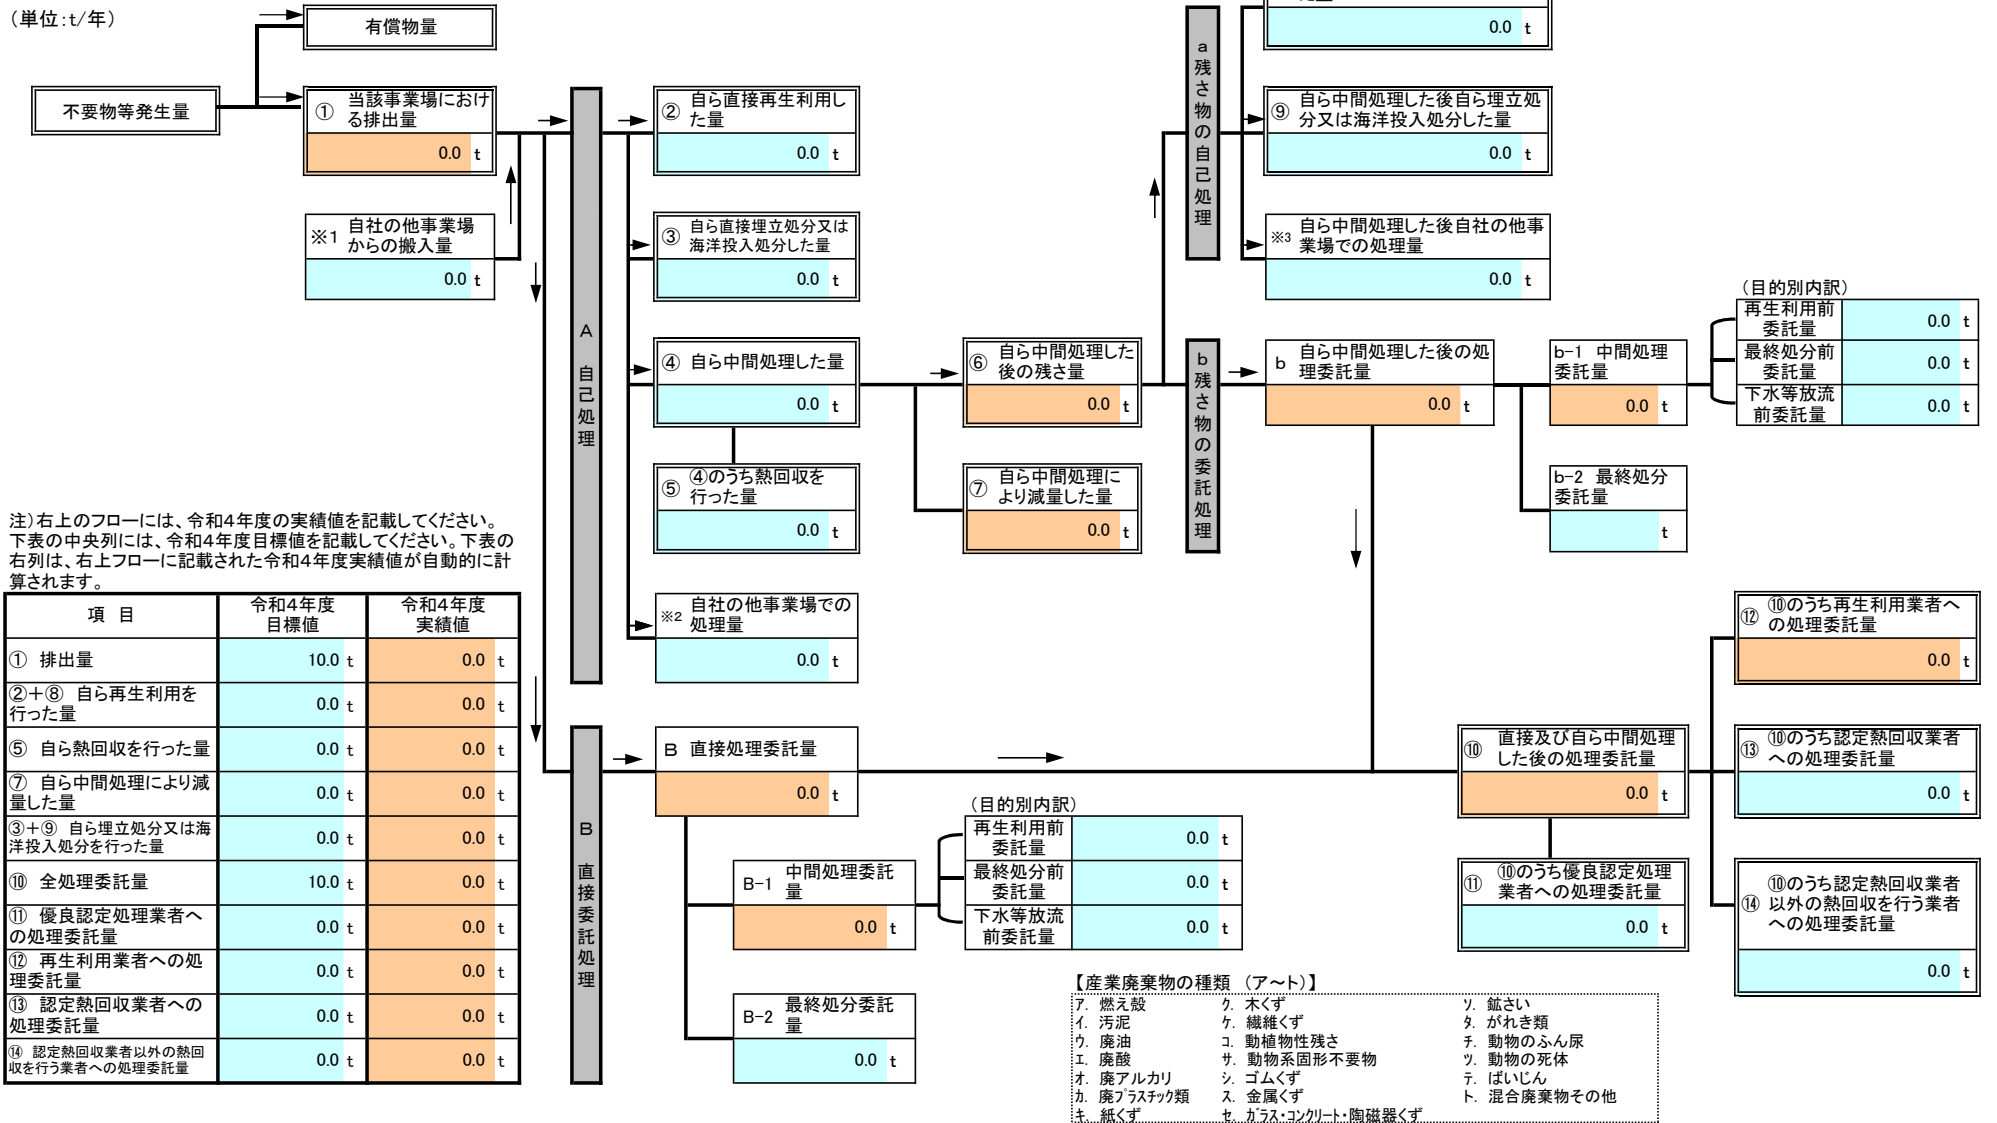 (単位:t/年)
有償物量
不要物等発生量
① 当該事業場におけ
る排出量
0.0 t
※1 自社の他事業場
からの搬入量
0.0 t
A 自己処理
② 自ら直接再生利用し
た量
0.0 t
③ 自ら直接埋立処分又は
海洋投入処分した量
0.0 t
④ 自ら中間処理した量
0.0 t
⑤ ④のうち熱回収を
行った量
0.0 t
※2 自社の他事業場での
処理量
0.0 t
⑥ 自ら中間処理した
後の残さ量
0.0 t
⑦ 自ら中間処理に
より減量した量
0.0 t
a 残さ物の自己処理
0.0 t
⑨ 自ら中間処理した後自ら埋立処
分又は海洋投入処分した量
0.0 t
※3 自ら中間処理した後自社の他事
業場での処理量
0.0 t
b 残さ物の委託処理
b 自ら中間処理した後の処
理委託量
0.0 t
b-1 中間処理
委託量
0.0 t
b-2 最終処分
委託量
t
(目的別内訳)
再生利用前
委託量
0.0 t
最終処分前
委託量
0.0 t
下水等放流
前委託量
0.0 t
注)右上のフローには、令和4年度の実績値を記載してください。
下表の中央列には、令和4年度目標値を記載してください。下表の
右列は、右上フローに記載された令和4年度実績値が自動的に計
算されます。
項 目 令和4年度 令和4年度
目標値 実績値
① 排出量 10.0 t 0.0 t
②+⑧ 自ら再生利用を
行った量 0.0 t 0.0 t
⑤ 自ら熱回収を行った量 0.0 t 0.0 t
⑦ 自ら中間処理により減
量した量 0.0 t 0.0 t
③+⑨ 自ら埋立処分又は海
洋投入処分を行った量 0.0 t 0.0 t
⑩ 全処理委託量 10.0 t 0.0 t
⑪ 優良認定処理業者へ
の処理委託量 0.0 t 0.0 t
⑫ 再生利用業者への処
理委託量 0.0 t 0.0 t
⑬ 認定熱回収業者への
処理委託量 0.0 t 0.0 t
⑭ 認定熱回収業者以外の熱回
収を行う業者への処理委託量 0.0 t 0.0 t
B 直接委託処理
B 直接処理委託量
0.0 t
B-1 中間処理委託
量
0.0 t
B-2 最終処分委託
量
0.0 t
(目的別内訳)
再生利用前
委託量
0.0 t
最終処分前
委託量
0.0 t
下水等放流
前委託量
0.0 t
⑩ 直接及び自ら中間処理
した後の処理委託量
0.0 t
⑪ ⑩のうち優良認定処理
業者への処理委託量
0.0 t
⑫ ⑩のうち再生利用業者へ
の処理委託量
0.0 t
⑬ ⑩のうち認定熱回収業者
への処理委託量
0.0 t
⑭ ⑩のうち認定熱回収業者
以外の熱回収を行う業者
への処理委託量
0.0 t
【産業廃棄物の種類 (ア~ト)】
ア. 燃え殻 ク. 木くず ソ. 鉱さい
イ. 汚泥 ケ. 繊維くず タ. がれき類
ウ. 廃油 コ. 動植物性残さ チ. 動物のふん尿
エ. 廃酸 サ. 動物系固形不要物 ツ. 動物の死体
オ. 廃アルカリ シ. ゴムくず テ. ばいじん
カ. 廃プラスチック類 ス. 金属くず ト. 混合廃棄物その他
キ. 紙くず セ. ガラス・コンクリート・陶磁器くず